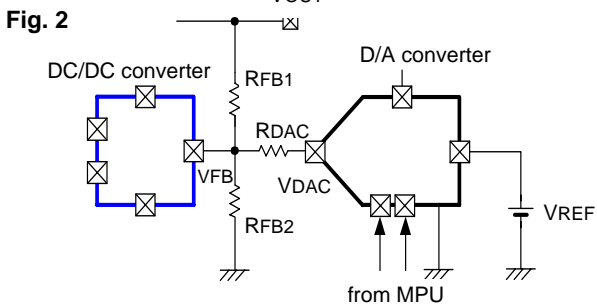 Fig. 2
DC/DC converter
RFB1
D/A converter
RDAC
VFB
VDAC
RFB2
VREF
from MPU